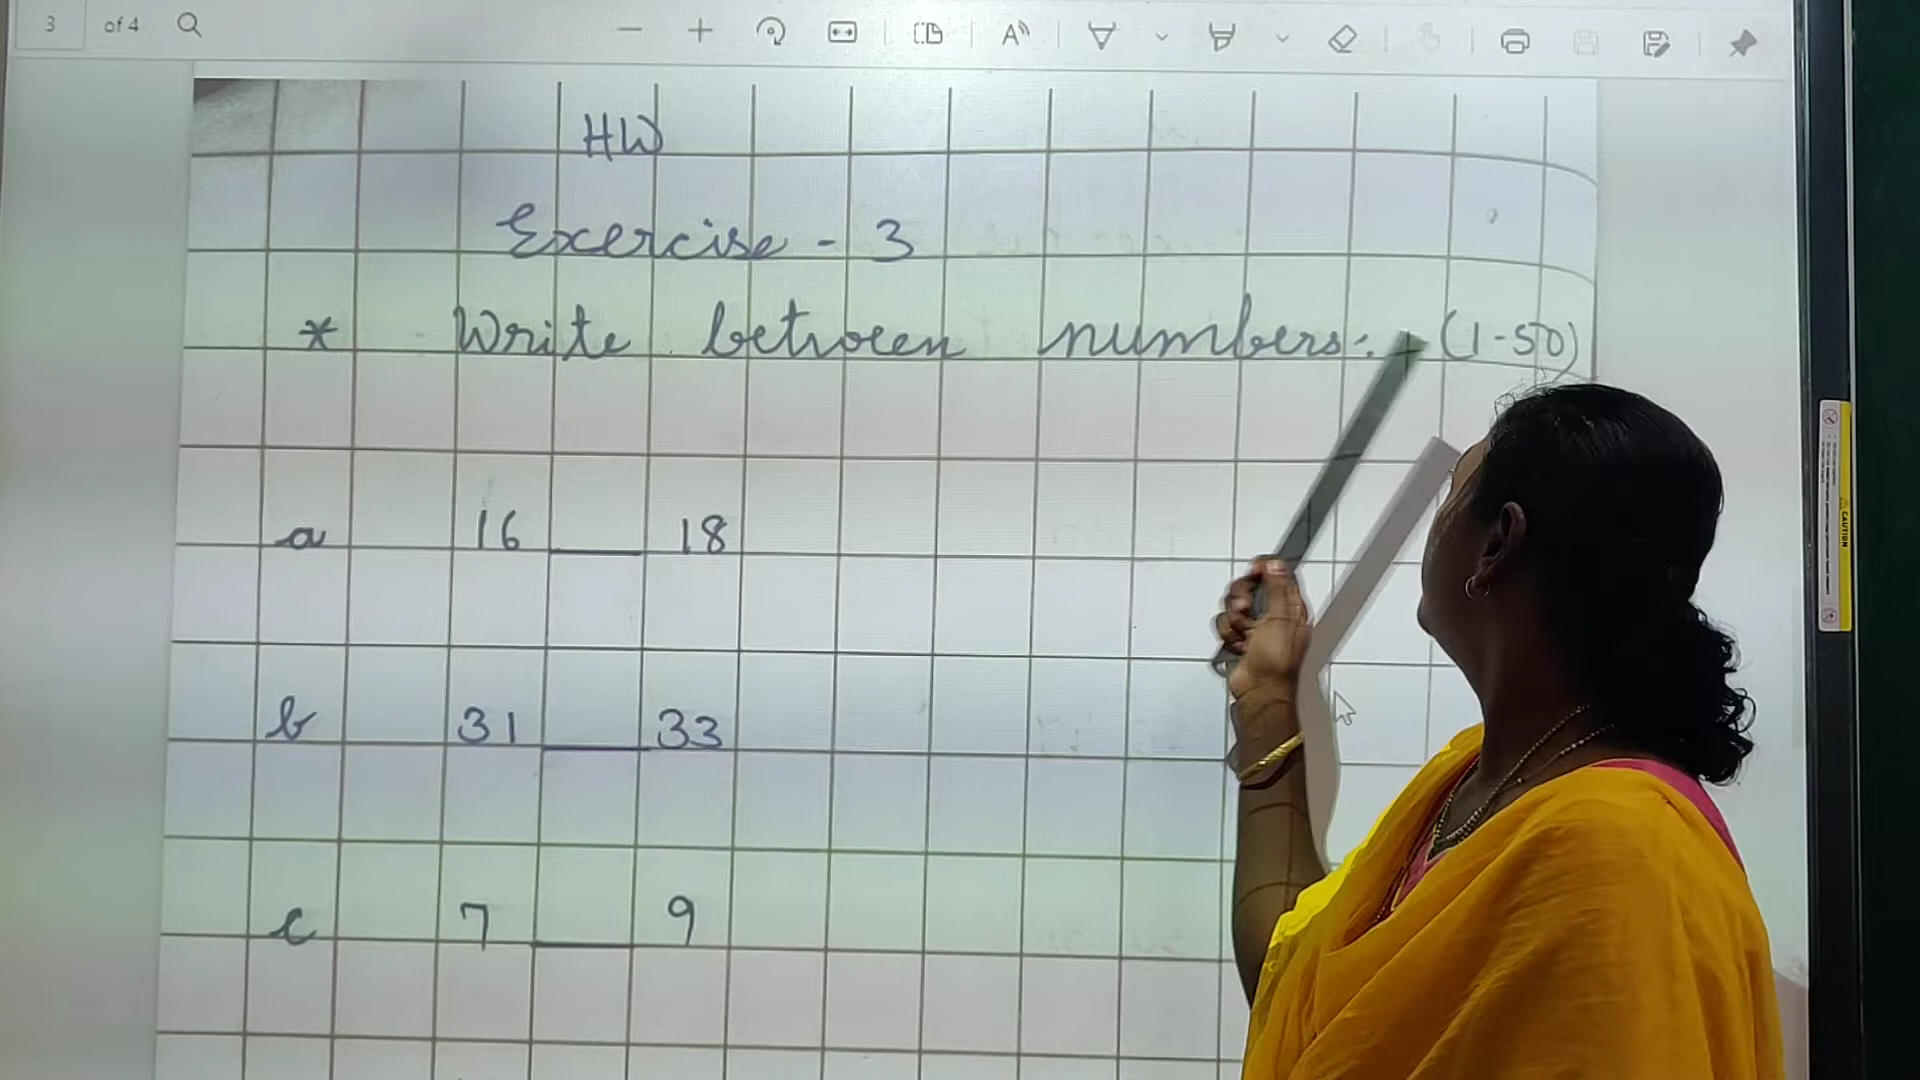 3 of 4
HW
Exercise - 3
* Write between numbers: (1-50)
a 16 ___ 18
b 31 ___ 33
c 7 ___ 9
CAUTION